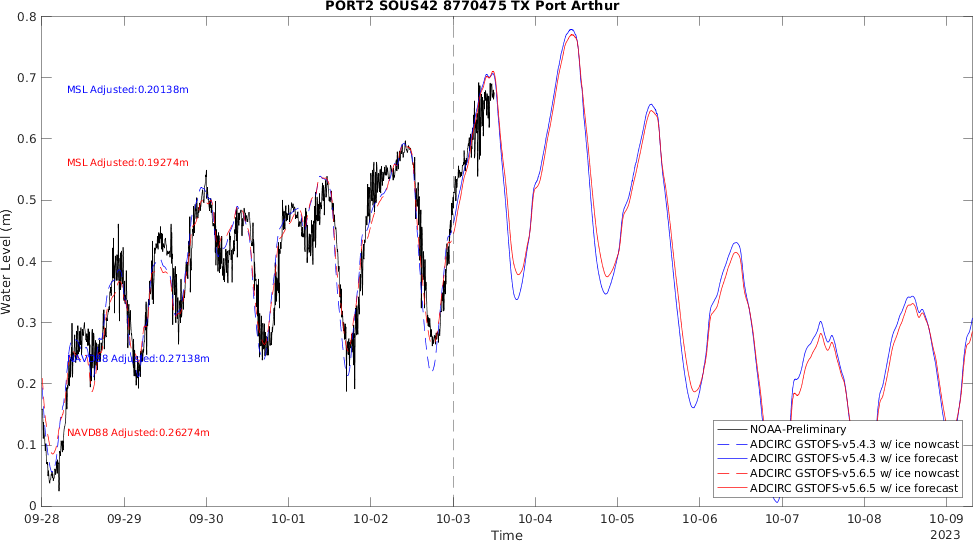 PORT2 SOUS42 8770475 TX Port Arthur
0.8
0.7
0.6
0.5
0.4
0.3
0.2
0.1
0
Water Level (m)
MSL Adjusted:0.20138m
MSL Adjusted:0.19274m
NAVD88 Adjusted:0.27138m
NAVD88 Adjusted:0.26274m
NOAA-Preliminary
ADCIRC GSTOFS-v5.4.3 w/ ice nowcast
ADCIRC GSTOFS-v5.4.3 w/ ice forecast
ADCIRC GSTOFS-v5.6.5 w/ ice nowcast
ADCIRC GSTOFS-v5.6.5 w/ ice forecast
09-28 09-29 09-30 10-01 10-02 10-03 10-04 10-05 10-06 10-07 10-08 10-09
2023
Time